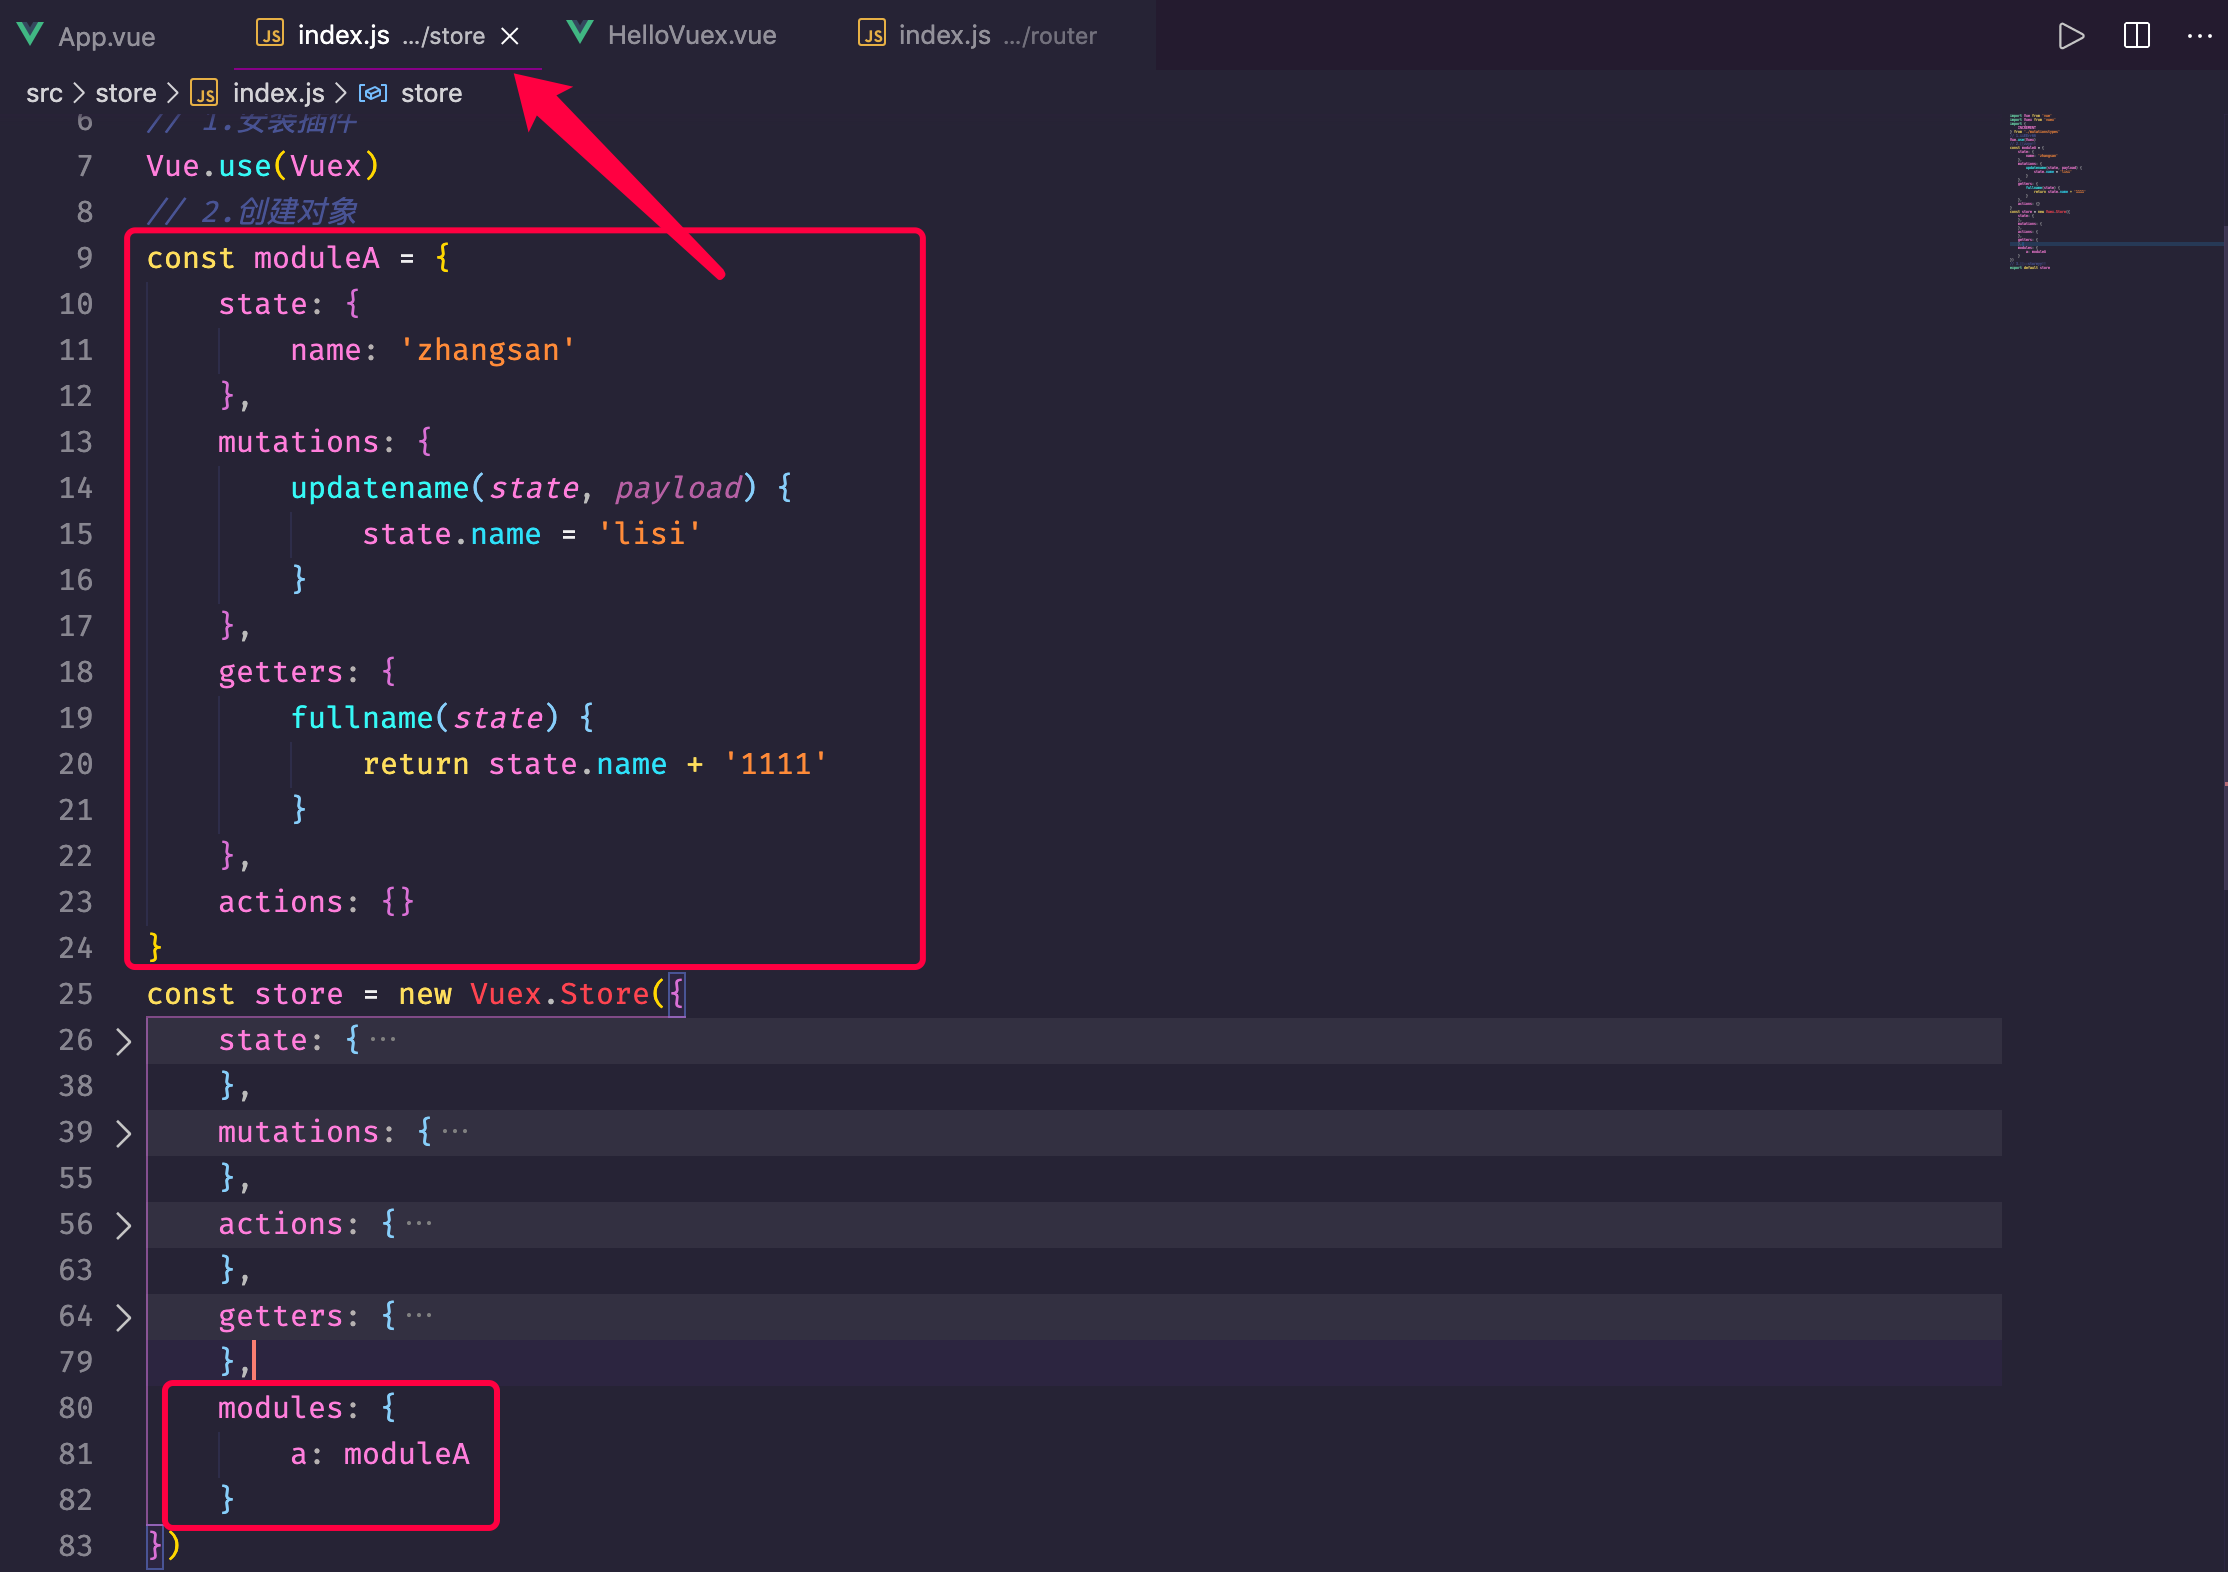 App.vue
index.js .../store
HelloVuex.vue
index.js .../router
src > store > JS index.js > store
6 // 1.安装插件
7 Vue.use(Vuex)
8 // 2.创建对象
9 const moduleA = {
10 state: {
11 name: 'zhangsan'
12 },
13 mutations: {
14 updatename(state, payload) {
15 state.name = 'lisi'
16 }
17 },
18 getters: {
19 fullname(state) {
20 return state.name + '1111'
21 }
22 },
23 actions: {}
24 }
25 const store = new Vuex.Store({
26 state: {···
38 },
39 mutations: {···
55 },
56 actions: {···
63 },
64 getters: {···
79 },
80 modules: {
81 a: moduleA
82 }
83 })